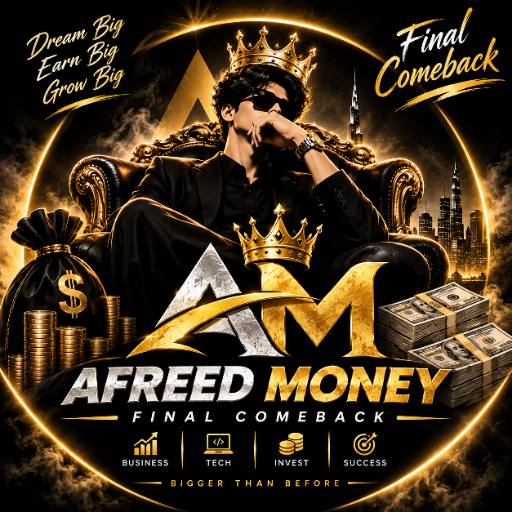 Dream Big
Earn Big
Grow Big
Final
Comeback
$
AM
AFREED MONEY
FINAL COMEBACK
BUSINESS
TECH
INVEST
SUCCESS
BIGGER THAN BEFORE